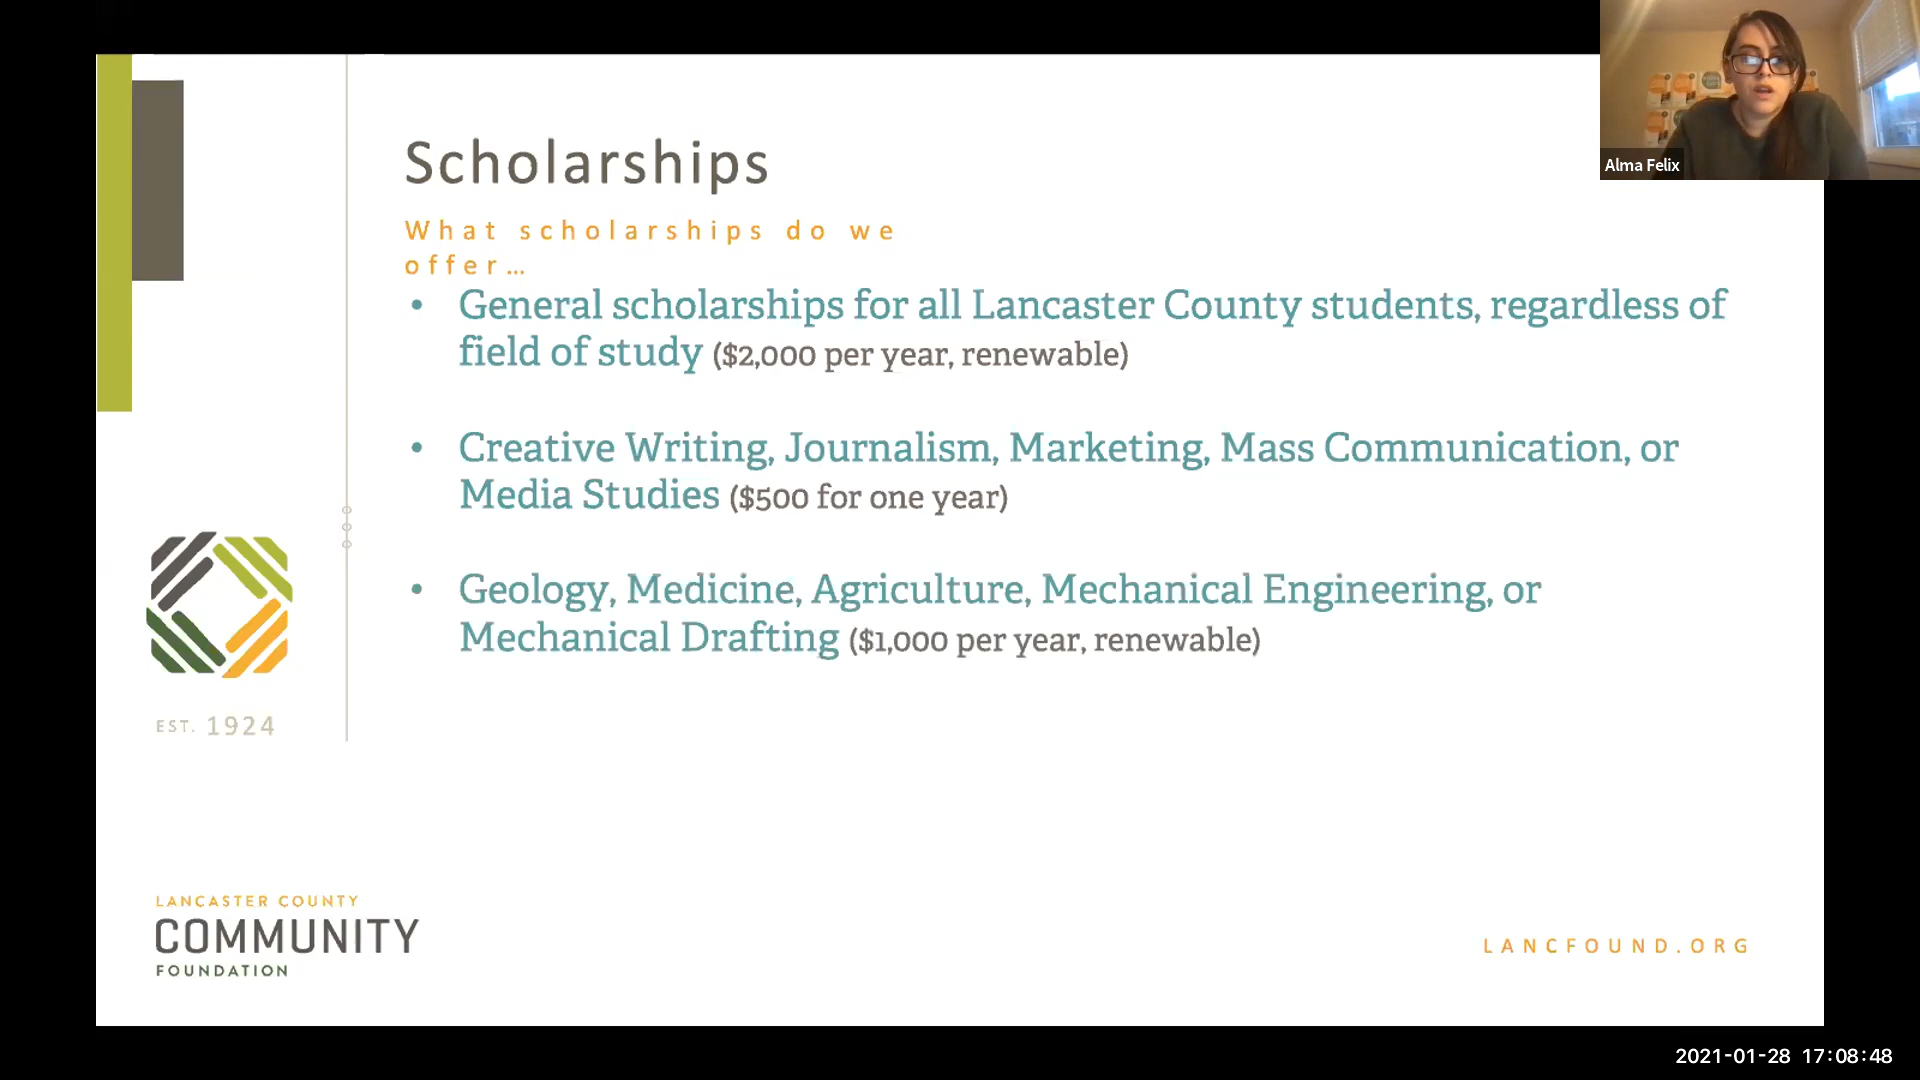 Scholarships
What scholarships do we
offer…
• General scholarships for all Lancaster County students, regardless of
field of study ($2,000 per year, renewable)
• Creative Writing, Journalism, Marketing, Mass Communication, or
Media Studies ($500 for one year)
• Geology, Medicine, Agriculture, Mechanical Engineering, or
Mechanical Drafting ($1,000 per year, renewable)
EST. 1924
LANCASTER COUNTY
COMMUNITY
FOUNDATION
LANCFOUND.ORG
Alma Felix
2021-01-28 17:08:48